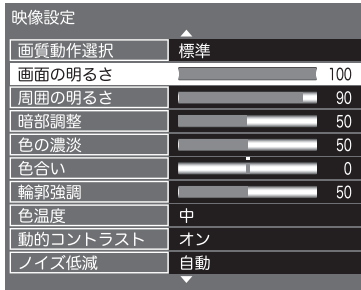 映像設定
画質動作選択 標準
画面の明るさ 100
周囲の明るさ 90
暗部調整 50
色の濃淡 50
色合い 0
輪郭強調 50
色温度 中
動的コントラスト オン
ノイズ低減 自動